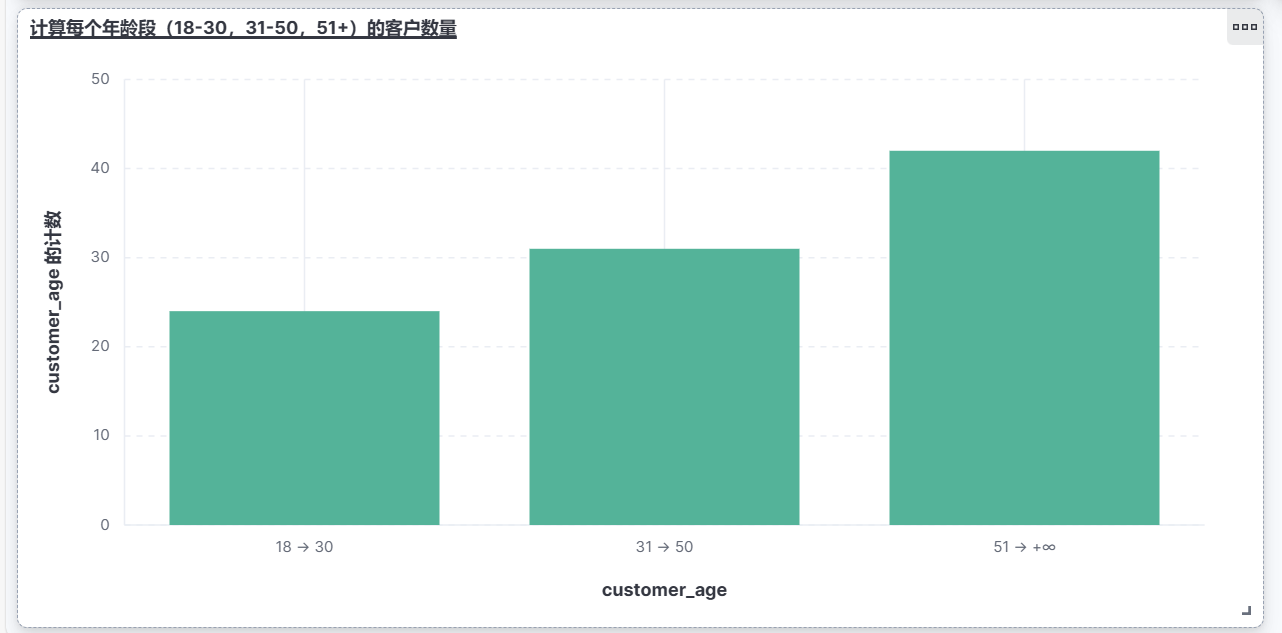 计算每个年龄段（18-30，31-50，51+）的客户数量
50
40
30
20
10
0
customer_age 的计数
18 → 30
31 → 50
51 → +∞
customer_age